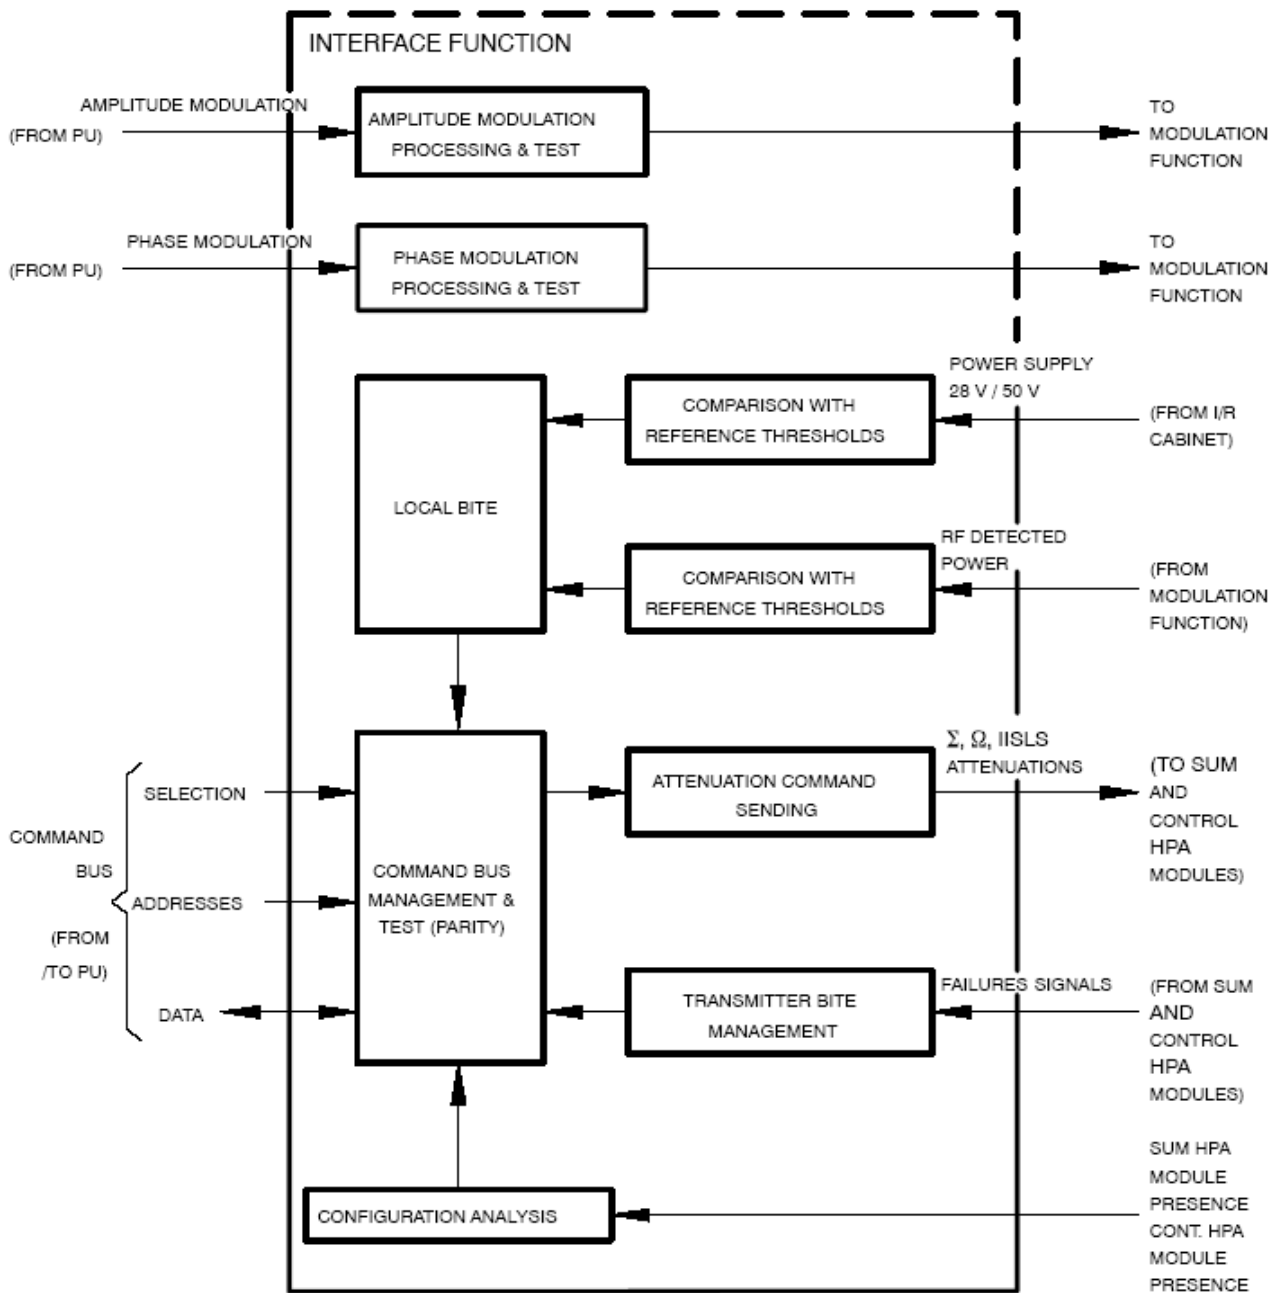 INTERFACE FUNCTION
AMPLITUDE MODULATION
(FROM PU)
AMPLITUDE MODULATION
PROCESSING & TEST
TO
MODULATION
FUNCTION
PHASE MODULATION
(FROM PU)
PHASE MODULATION
PROCESSING & TEST
TO
MODULATION
FUNCTION
POWER SUPPLY
28 V / 50 V
(FROM I/R
CABINET)
COMPARISON WITH
REFERENCE THRESHOLDS
LOCAL BITE
RF DETECTED
POWER
(FROM
MODULATION
FUNCTION)
COMPARISON WITH
REFERENCE THRESHOLDS
COMMAND
BUS
(FROM
/TO PU)
SELECTION
ADDRESSES
DATA
COMMAND BUS
MANAGEMENT &
TEST (PARITY)
ATTENUATION COMMAND
SENDING
Σ, Ω, IISLS
ATTENUATIONS
(TO SUM
AND
CONTROL
HPA
MODULES)
TRANSMITTER BITE
MANAGEMENT
FAILURES SIGNALS
(FROM SUM
AND
CONTROL
HPA
MODULES)
CONFIGURATION ANALYSIS
SUM HPA
MODULE
PRESENCE
CONT. HPA
MODULE
PRESENCE